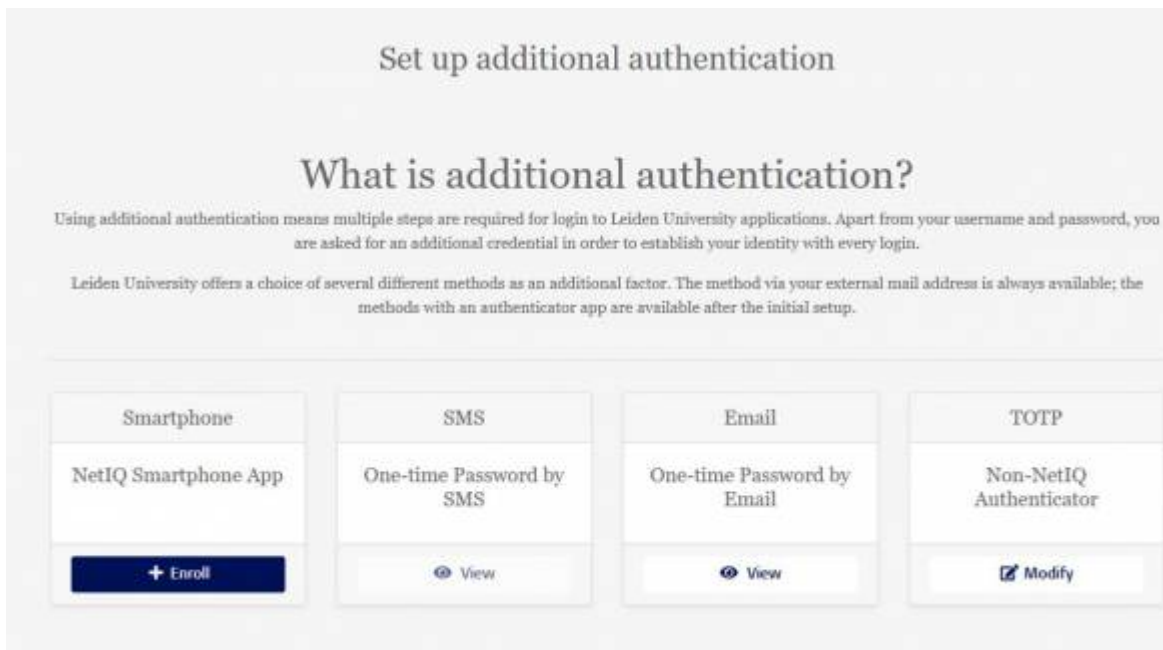 Set up additional authentication
What is additional authentication?
Using additional authentication means multiple steps are required for login to Leiden University applications. Apart from your username and password, you
are asked for an additional credential in order to establish your identity with every login.
Leiden University offers a choice of several different methods as an additional factor. The method via your external mail address is always available; the
methods with an authenticator app are available after the initial setup.
Smartphone
NetIQ Smartphone App
Enroll
SMS
One-time Password by
SMS
View
Email
One-time Password by
Email
View
TOTP
Non-NetIQ
Authenticator
Modify